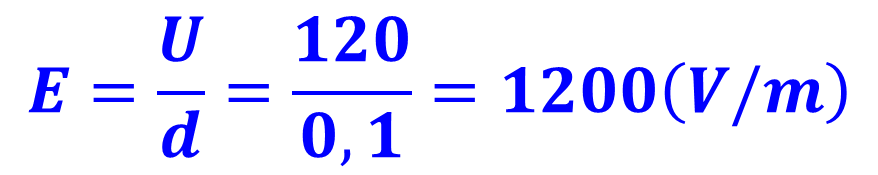 E = U/d = 120/0,1 = 1200(V/m)